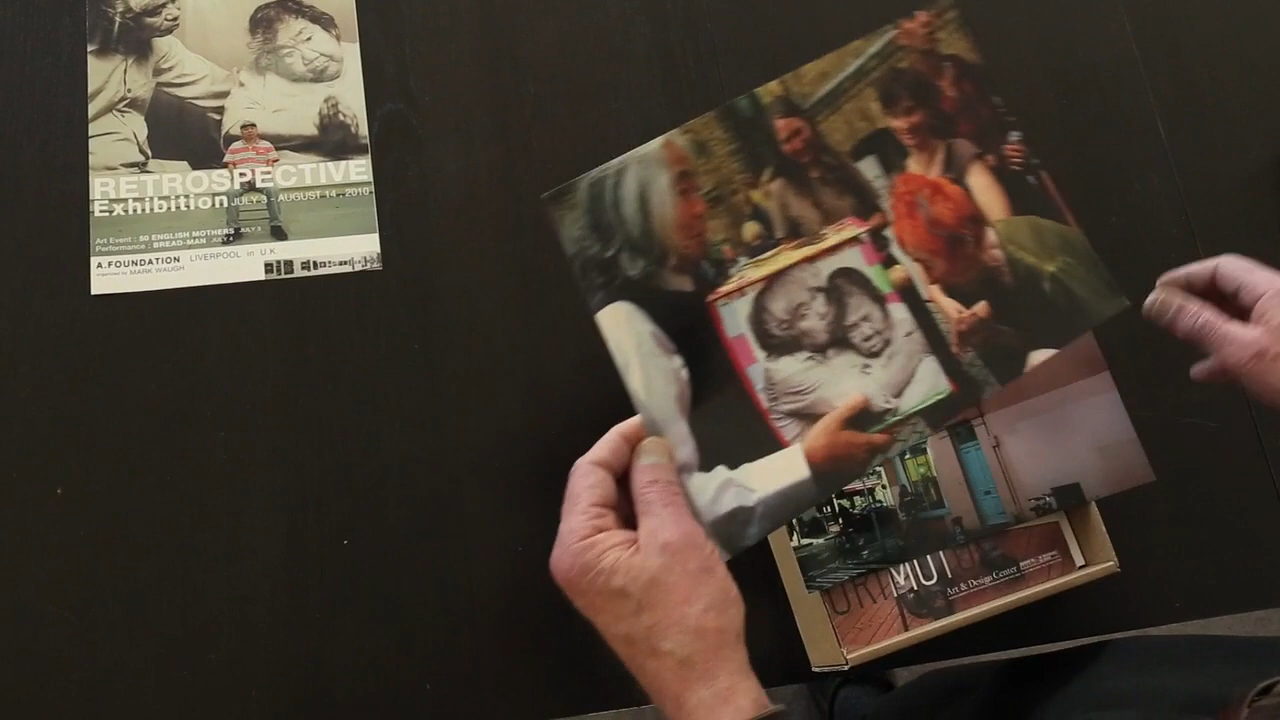 RETROSPECTIVE
Exhibition JULY 3 - AUGUST 14, 2010
Art Event : 50 ENGLISH MOTHERS JULY 3
Performance : BREAD-MAN JULY 4
A.FOUNDATION LIVERPOOL in U.K.
organized by MARK WAUGH
Art & Design Center